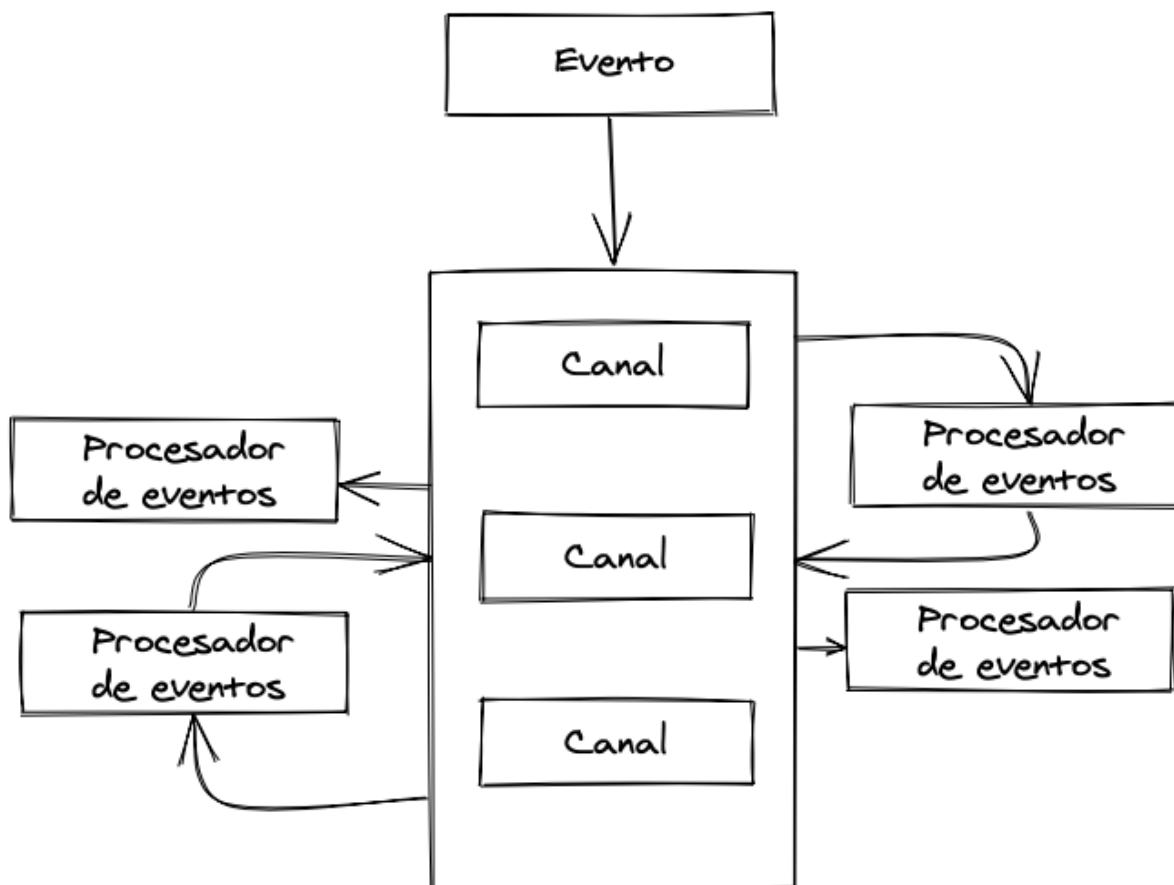 Evento
Canal
Procesador
de eventos
Procesador
de eventos
Canal
Procesador
de eventos
Procesador
de eventos
Canal